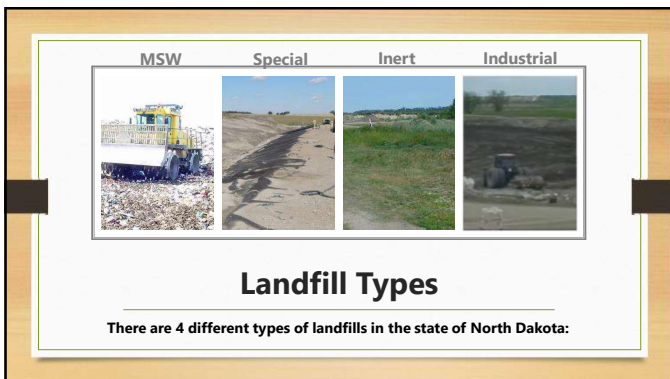 MSW Special Inert Industrial
Landfill Types
There are 4 different types of landfills in the state of North Dakota: